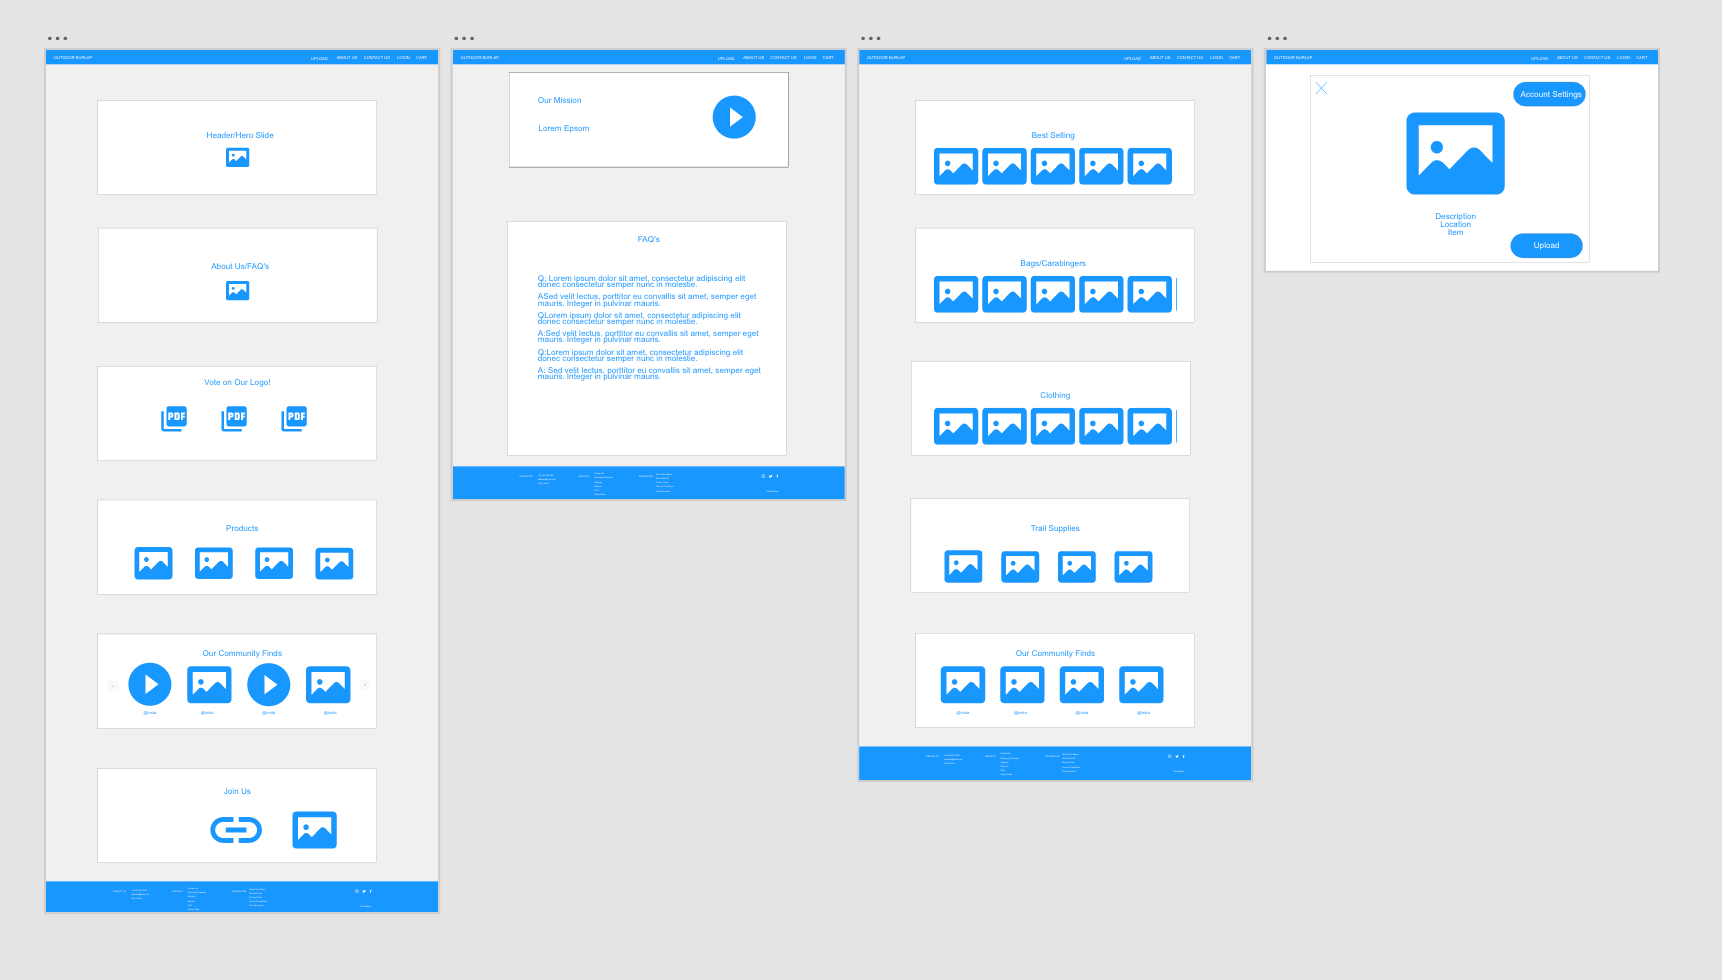 OUTDOOR BURLAP
UPLOAD ABOUT US CONTACT US LOGIN CART
Header/Hero Slide
About Us/FAQ's
Vote on Our Logo!
PDF PDF PDF
Products
Our Community Finds
@insta @insta @insta @insta
Join Us
OUTDOOR BURLAP
UPLOAD ABOUT US CONTACT US LOGIN CART
Our Mission
Lorem Epsom
FAQ's
Q: Lorem ipsum dolor sit amet, consectetur adipiscing elit
donec consectetur semper nunc in molestie.
ASed velit lectus, porttitor eu convallis sit amet, semper eget
mauris. Integer in pulvinar mauris.
QLorem ipsum dolor sit amet, consectetur adipiscing elit
donec consectetur semper nunc in molestie.
A:Sed velit lectus, porttitor eu convallis sit amet, semper eget
mauris. Integer in pulvinar mauris.
Q:Lorem ipsum dolor sit amet, consectetur adipiscing elit
donec consectetur semper nunc in molestie.
A: Sed velit lectus, porttitor eu convallis sit amet, semper eget
mauris. Integer in pulvinar mauris.
OUTDOOR BURLAP
UPLOAD ABOUT US CONTACT US LOGIN CART
Best Selling
Bags/Carabingers
Clothing
Trail Supplies
Our Community Finds
@insta @insta @insta @insta
OUTDOOR BURLAP
UPLOAD ABOUT US CONTACT US LOGIN CART
Account Settings
Description
Location
Item
Upload